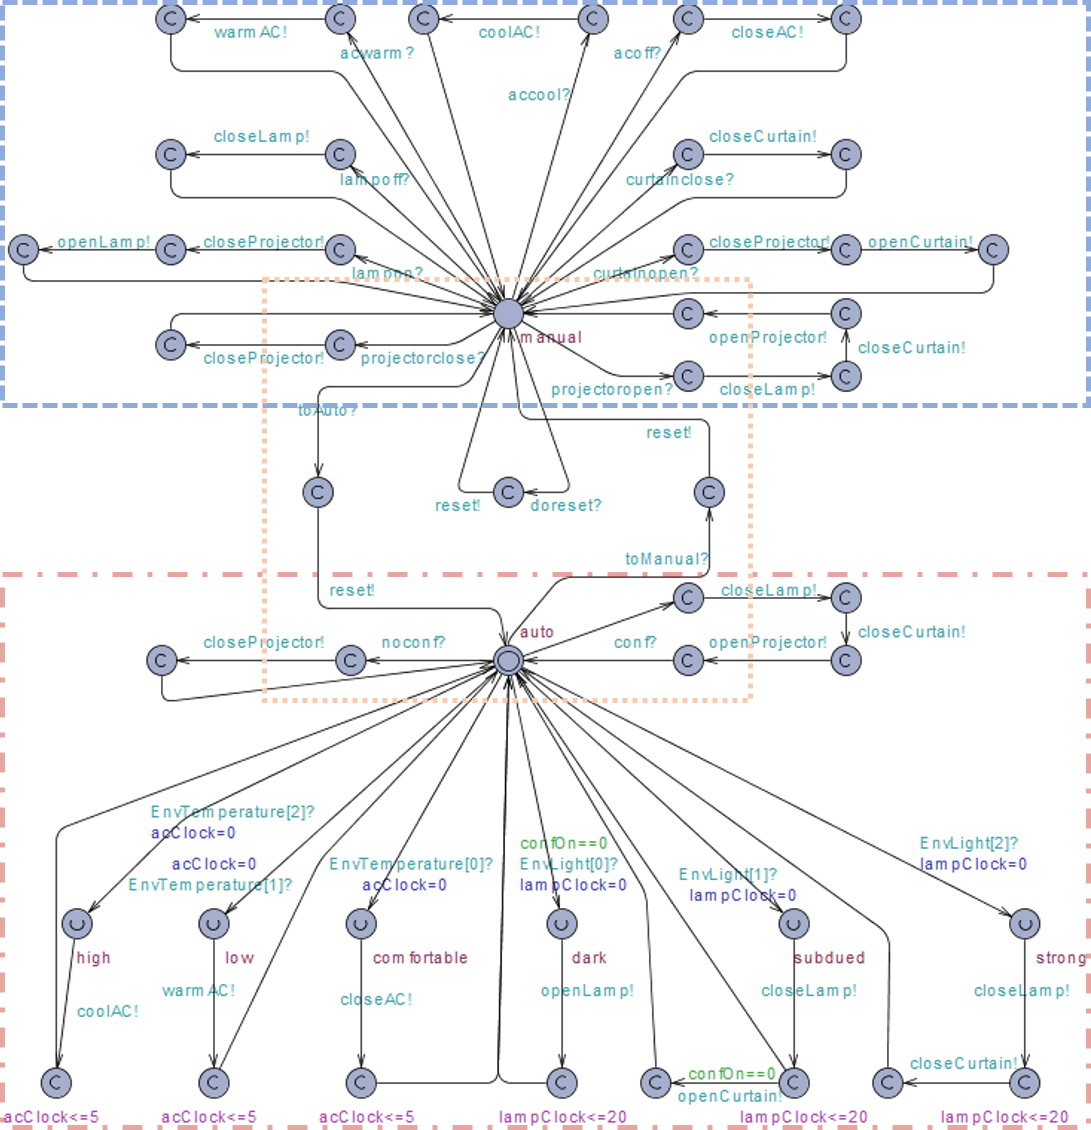 warmAC!
acwarm?
coolAC!
accool?
acoff?
closeAC!
closeLamp!
lampoff?
closeCurtain!
curtainclose?
openLamp!
closeProjector!
lampon?
closeProjector!
openCurtain!
curtainopen?
manual
openProjector!
closeCurtain!
closeProjector!
projectorclose?
projectoropen?
closeLamp!
toAuto?
reset!
reset!
doreset?
toManual?
reset!
closeLamp!
auto
closeCurtain!
closeProjector!
noconf?
conf?
openProjector!
EnvTemperature[2]?
acClock=0
acClock=0
EnvTemperature[1]?
EnvTemperature[0]?
acClock=0
confOn==0
EnvLight[0]?
lampClock=0
EnvLight[1]?
lampClock=0
EnvLight[2]?
lampClock=0
high
low
comfortable
dark
subdued
strong
coolAC!
warmAC!
closeAC!
openLamp!
closeLamp!
closeLamp!
confOn==0
openCurtain!
closeCurtain!
acClock<=5
acClock<=5
acClock<=5
lampClock<=20
lampClock<=20
lampClock<=20